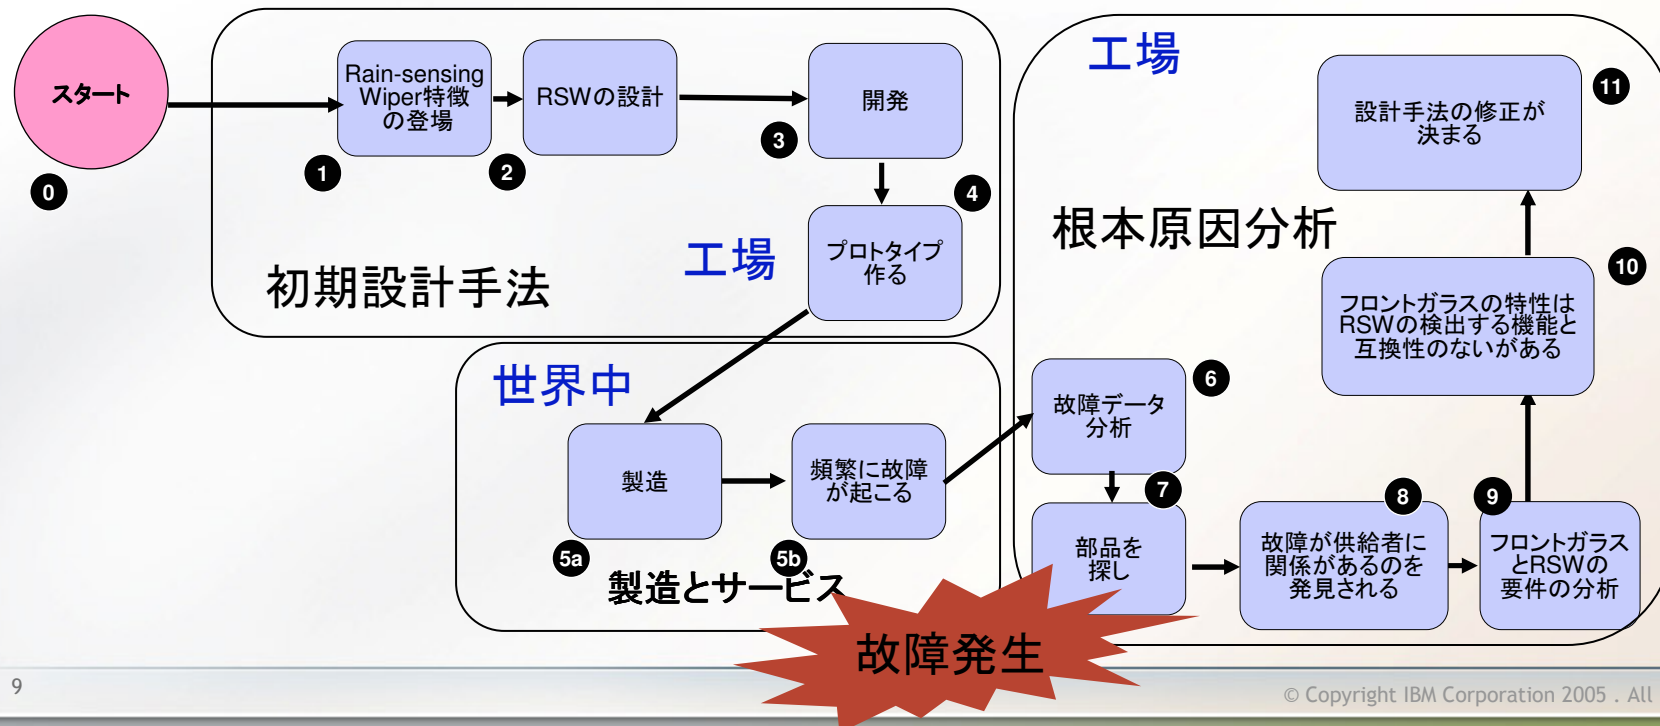 スタート
0
Rain-sensing
Wiper特徴
の登場
1
RSWの設計
2
開発
3
プロトタイプ
作る
4
工場
初期設計手法
世界中
製造
5a
頻繁に故障
が起こる
5b
製造とサービス
故障発生
工場
根本原因分析
故障データ
分析
6
部品を
探し
7
故障が供給者に
関係があるのを
発見される
8
フロントガラス
とRSWの
要件の分析
9
フロントガラスの特性は
RSWの検出する機能と
互換性のないがある
10
設計手法の修正が
決まる
11
9
© Copyright IBM Corporation 2005 . All